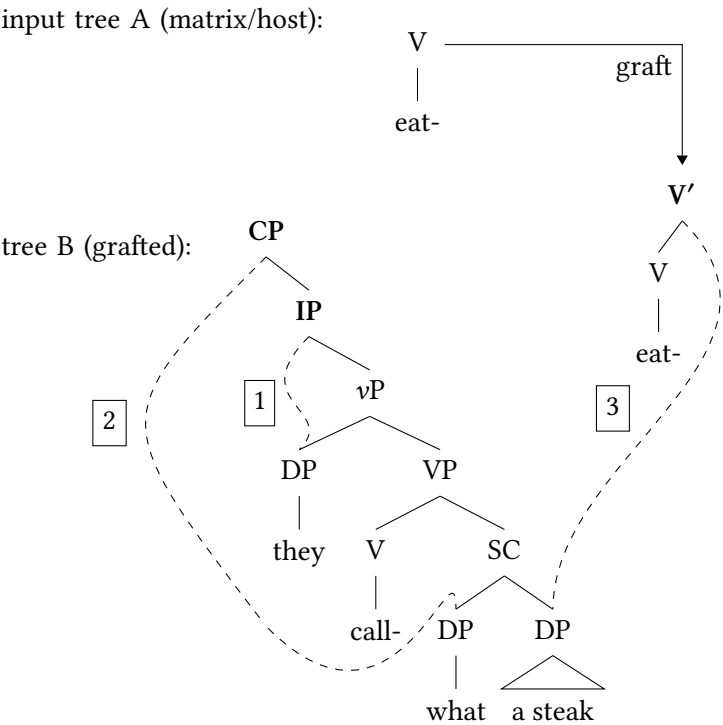 input tree A (matrix/host):
V
graft
eat-
V′
CP
tree B (grafted):
V
IP
eat-
vP
1
3
2
DP
VP
they
V
SC
call-
DP
DP
what
a steak